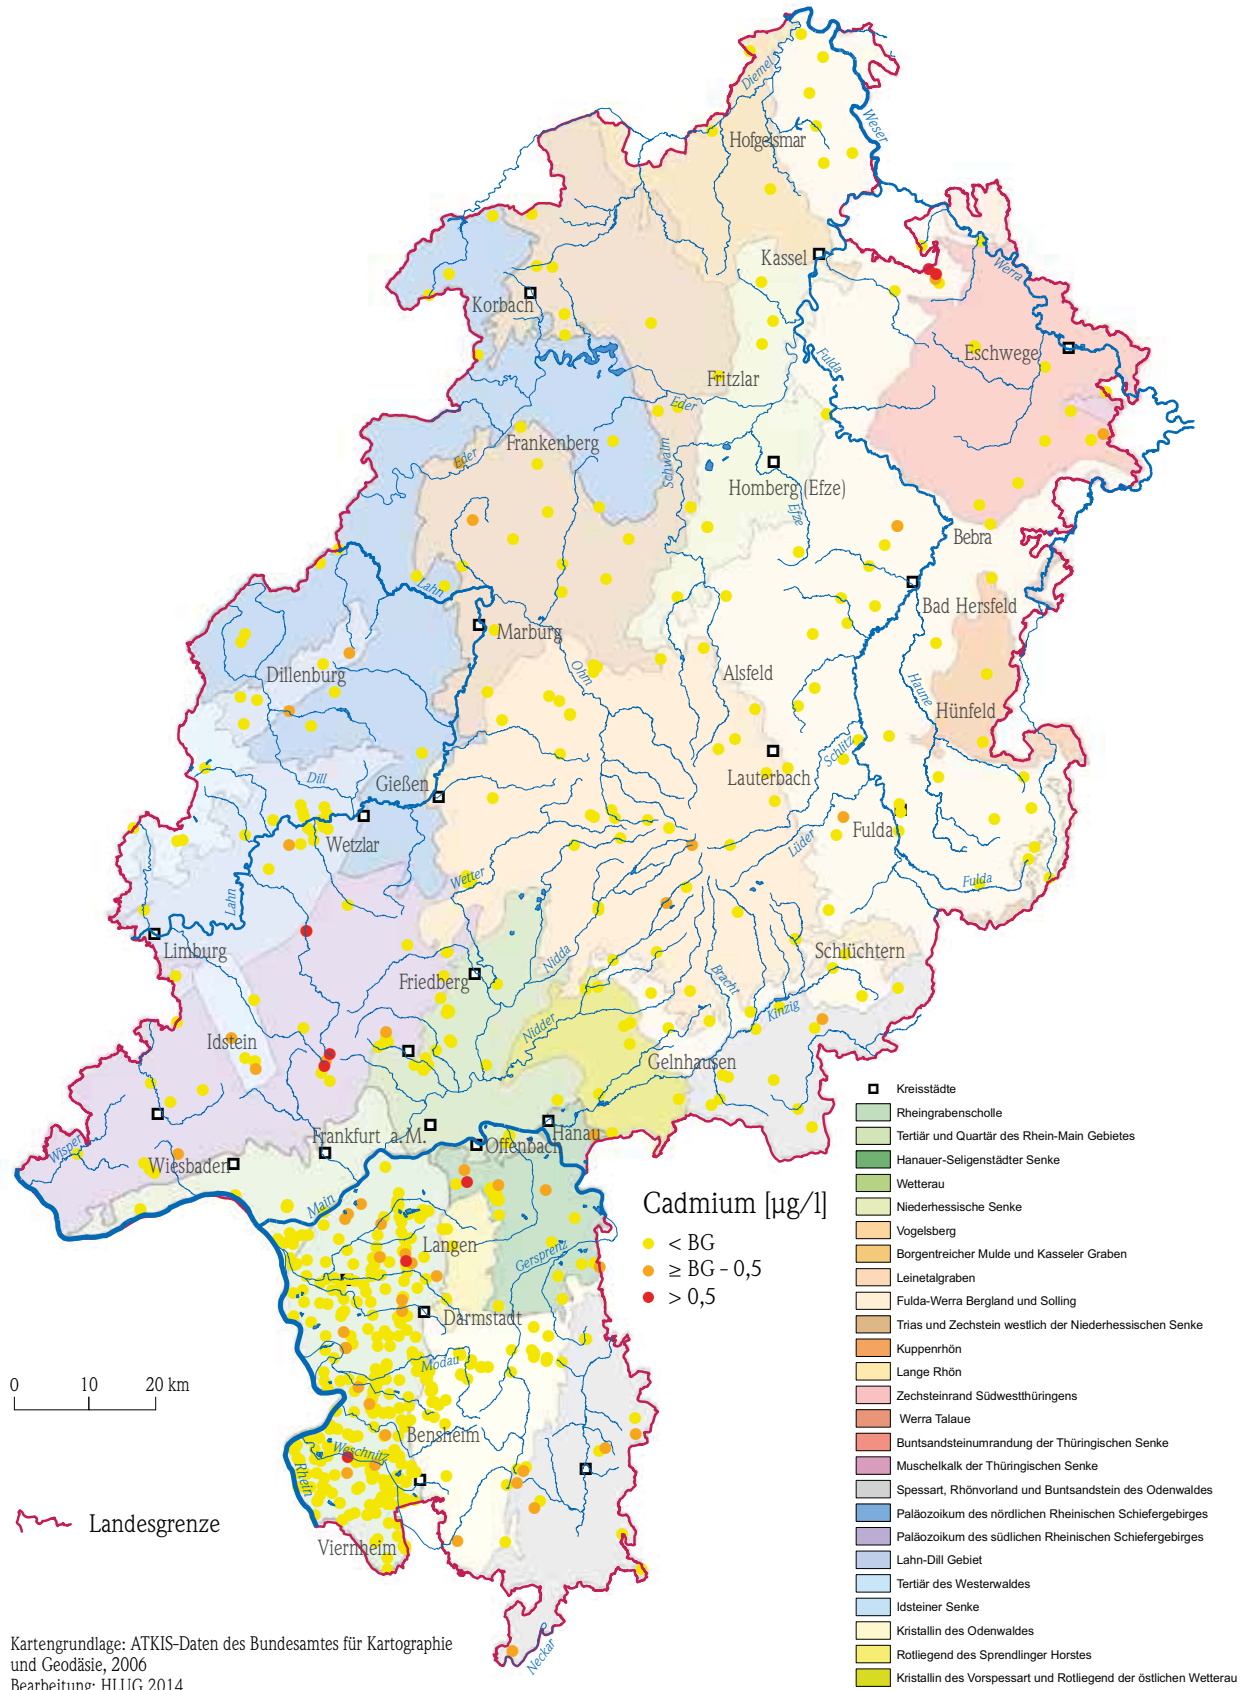 Diemel
Hofgeismar
Weser
Kassel
Werra
Korbach
Eschwege
Fulda
Fritzlar
Eder
Frankenberg
Eder
Schwalm
Homberg (Efze)
Efze
Bebra
Lahn
Bad Hersfeld
Marburg
Ohm
Alsfeld
Dillenburg
Haune
Hünfeld
Schlitz
Dill
Gießen
Lauterbach
Wetzlar
Lüder
Fulda
Wetter
Fulda
Lahn
Limburg
Schlüchtern
Nidda
Friedberg
Bracht
Kinzig
Nidder
Idstein
Gelnhausen
Frankfurt a. M.
Hanau
Offenbach
Wisper
Wiesbaden
Main
Langen
Gersprenz
Darmstadt
Modau
Bensheim
Weschnitz
Rhein
Viernheim
Neckar
Cadmium [µg/l]
< BG
≥ BG - 0,5
> 0,5
0 10 20 km
Landesgrenze
Kreisstädte
Rheingrabenscholle
Tertiär und Quartär des Rhein-Main Gebietes
Hanauer-Seligenstädter Senke
Wetterau
Niederhessische Senke
Vogelsberg
Borgentreicher Mulde und Kasseler Graben
Leinetalgraben
Fulda-Werra Bergland und Solling
Trias und Zechstein westlich der Niederhessischen Senke
Kuppenrhön
Lange Rhön
Zechsteinrand Südwestthüringens
Werra Talaue
Buntsandsteinumrandung der Thüringischen Senke
Muschelkalk der Thüringischen Senke
Spessart, Rhönvorland und Buntsandstein des Odenwaldes
Paläozoikum des nördlichen Rheinischen Schiefergebirges
Paläozoikum des südlichen Rheinischen Schiefergebirges
Lahn-Dill Gebiet
Tertiär des Westerwaldes
Idsteiner Senke
Kristallin des Odenwaldes
Rotliegend des Sprendlinger Horstes
Kristallin des Vorspessart und Rotliegend der östlichen Wetterau
Kartengrundlage: ATKIS-Daten des Bundesamtes für Kartographie
und Geodäsie, 2006
Bearbeitung: HLUG 2014